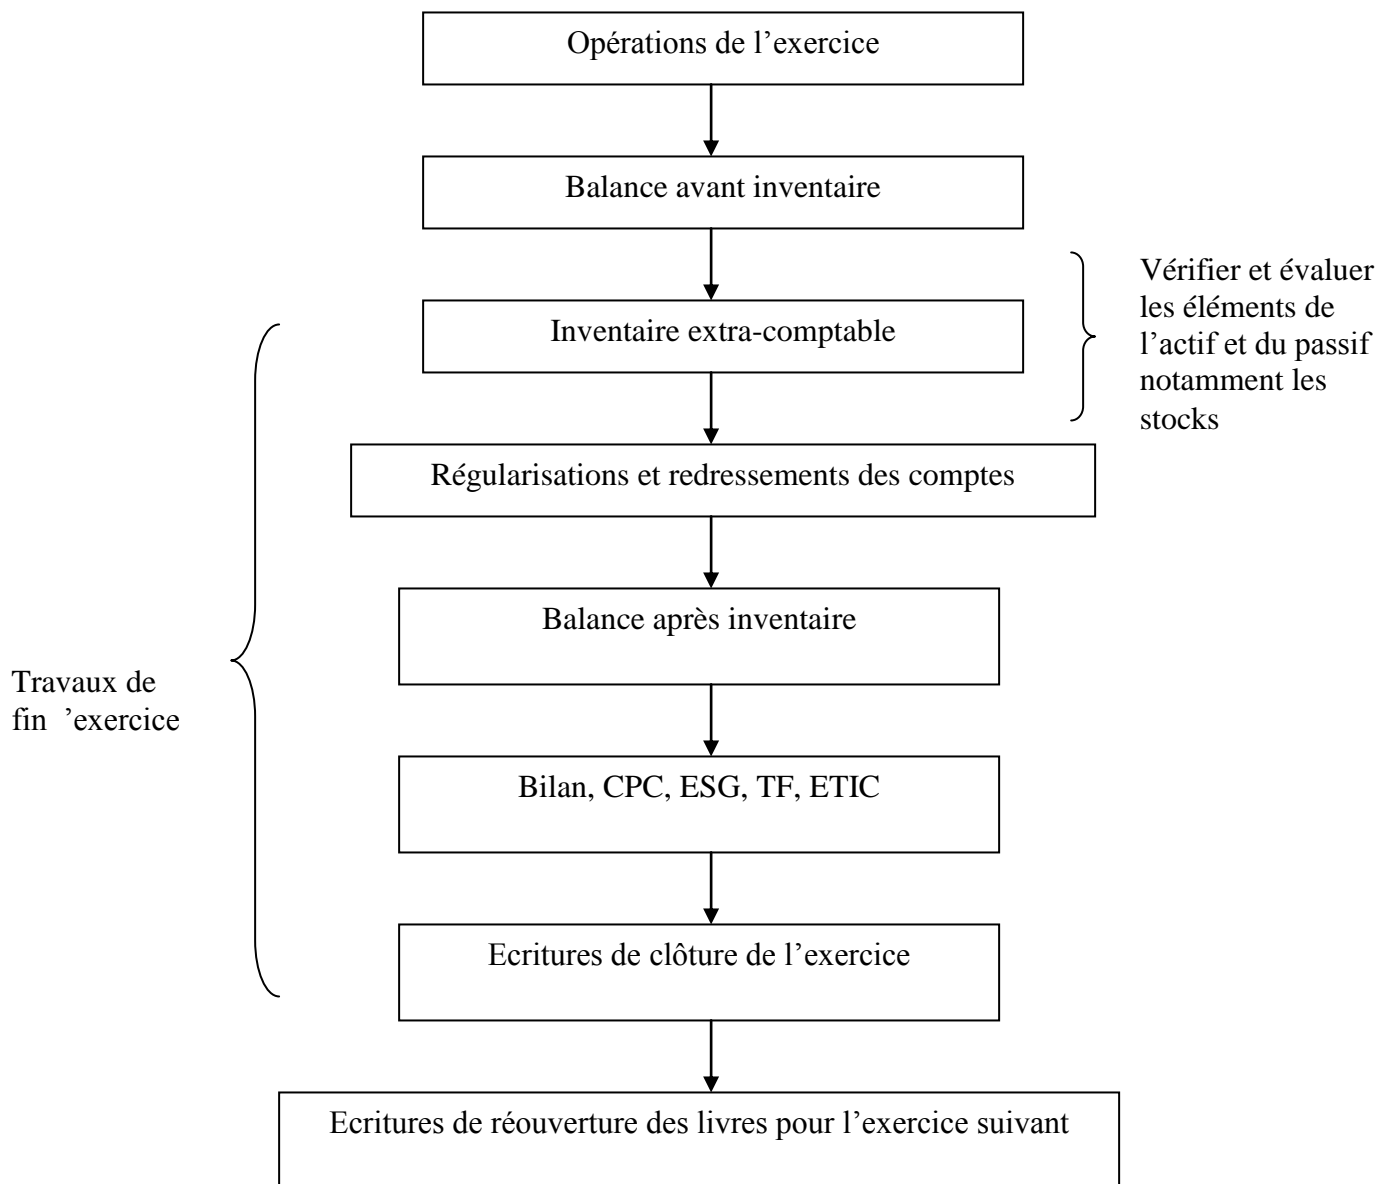 Opérations de l’exercice
Balance avant inventaire
Inventaire extra-comptable
Vérifier et évaluer
les éléments de
l’actif et du passif
notamment les
stocks
Régularisations et redressements des comptes
Balance après inventaire
Travaux de
fin ’exercice
Bilan, CPC, ESG, TF, ETIC
Ecritures de clôture de l’exercice
Ecritures de réouverture des livres pour l’exercice suivant